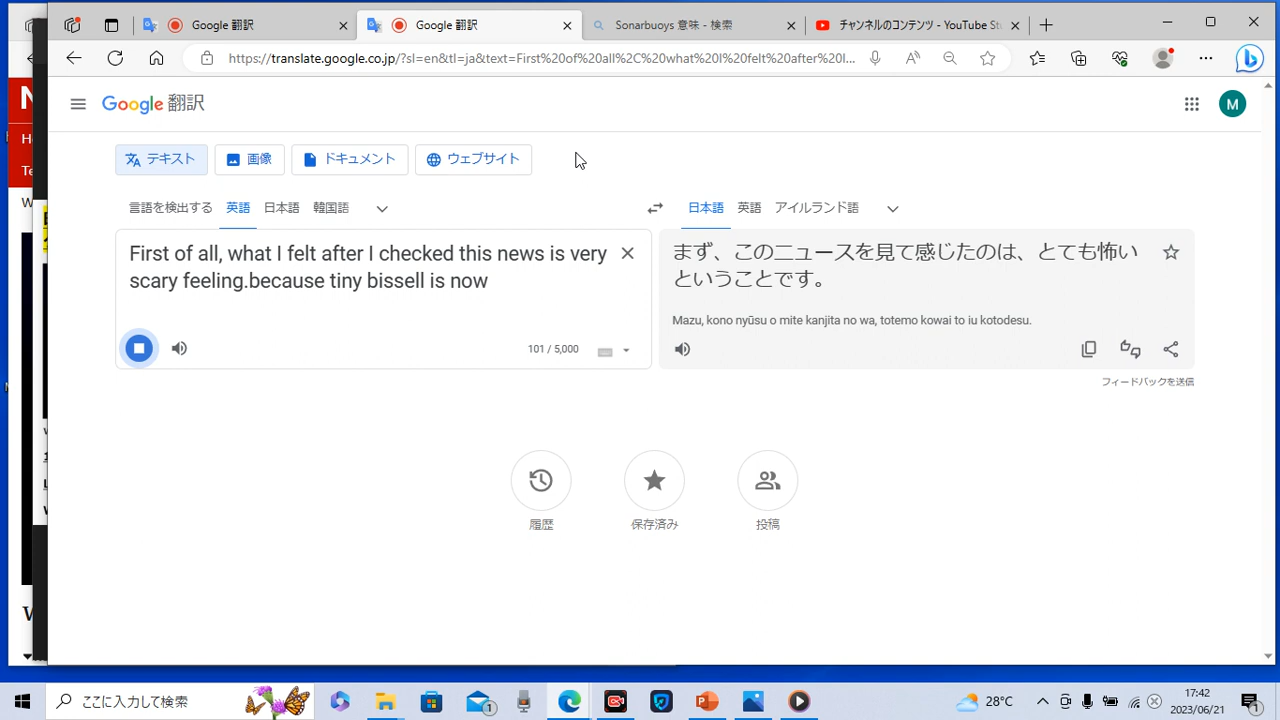 Google 翻訳
Google 翻訳
Sonarbuoys 意味 - 検索
チャンネルのコンテンツ - YouTube St
https://translate.google.co.jp/?sl=en&tl=ja&text=First%20of%20all%2C%20what%20I%20felt%20after%20I...
Google 翻訳
M
テキスト
画像
ドキュメント
ウェブサイト
言語を検出する 英語 日本語 韓国語
日本語 英語 アイルランド語
First of all, what I felt after I checked this news is very
scary feeling.because tiny bissell is now
101 / 5,000
まず、このニュースを見て感じたのは、とても怖い
ということです。
Mazu, kono nyūsu o mite kanjita no wa, totemo kowai to iu kotodesu.
フィードバックを送信
履歴
保存済み
投稿
ここに入力して検索
1
28°C
17:42
2023/06/21
1